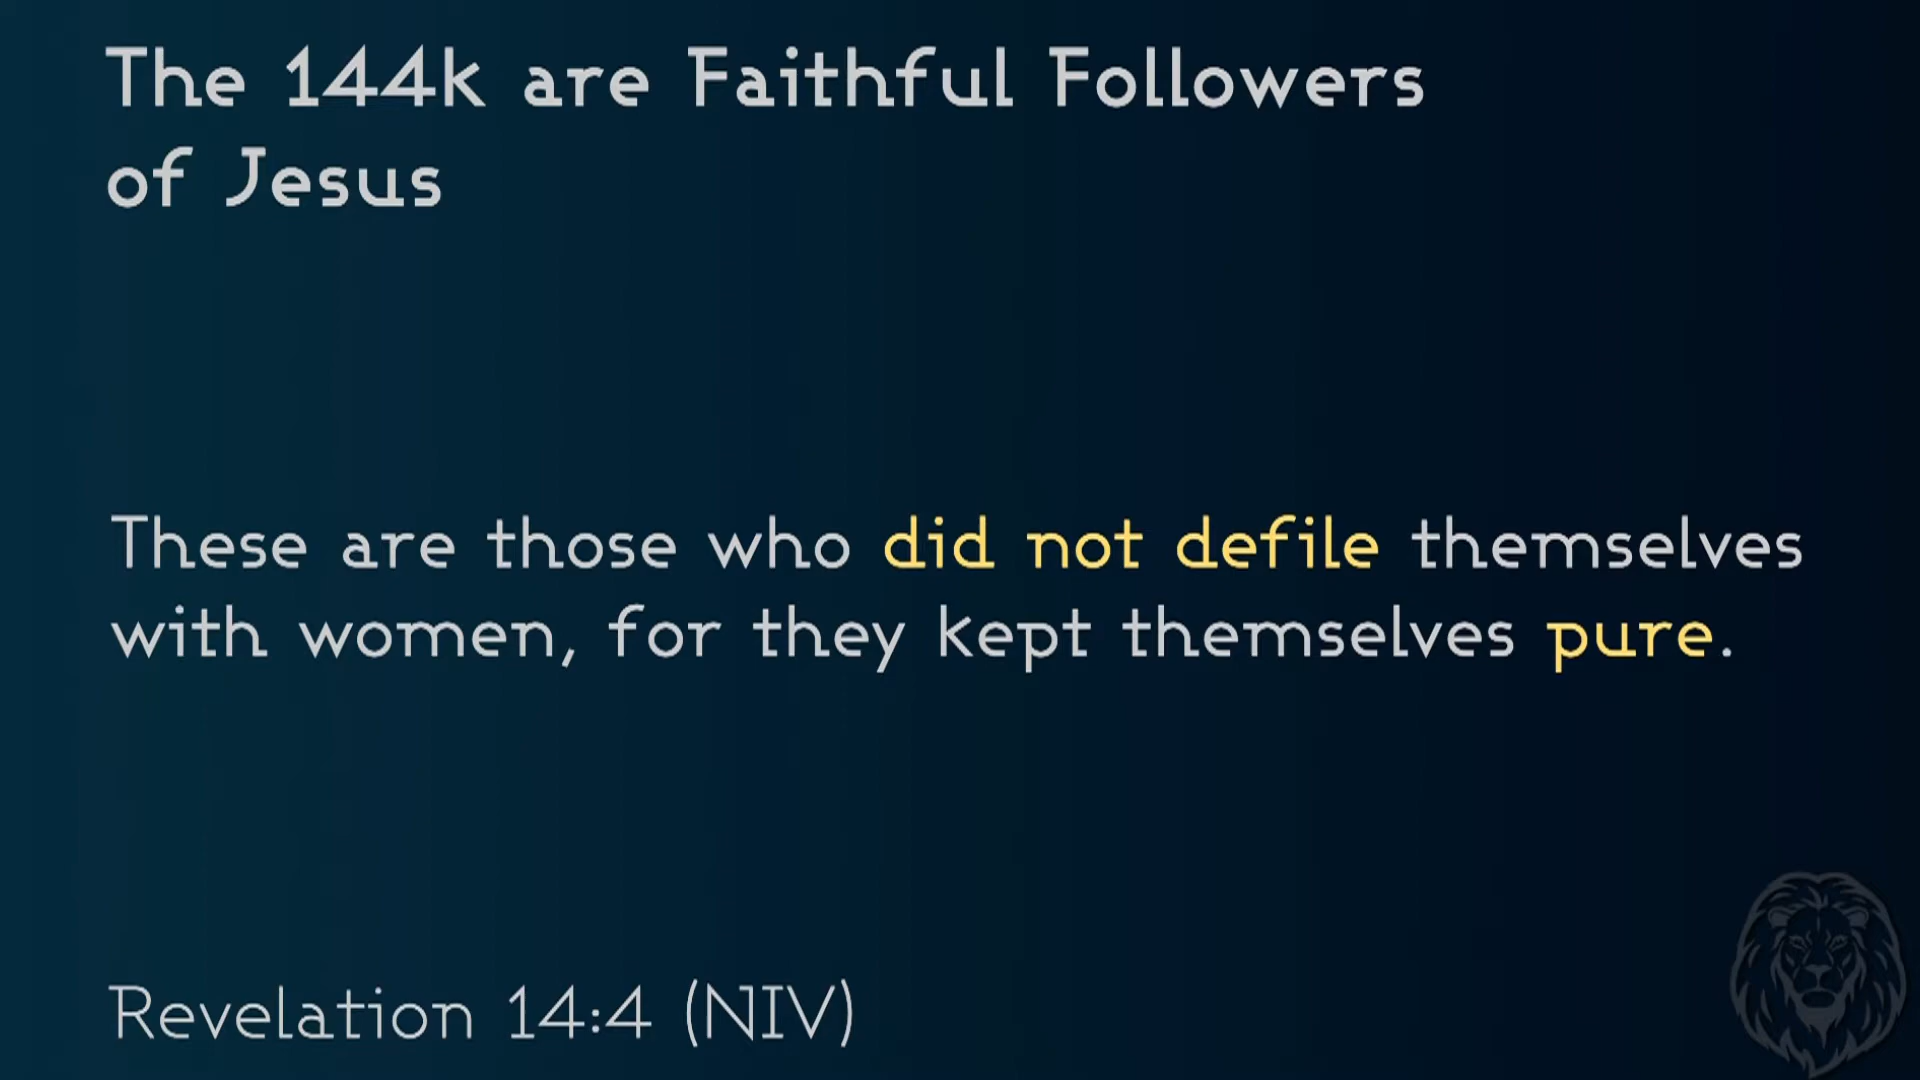 The 144k are Faithful Followers
of Jesus
These are those who did not defile themselves
with women, for they kept themselves pure.
Revelation 14:4 (NIV)